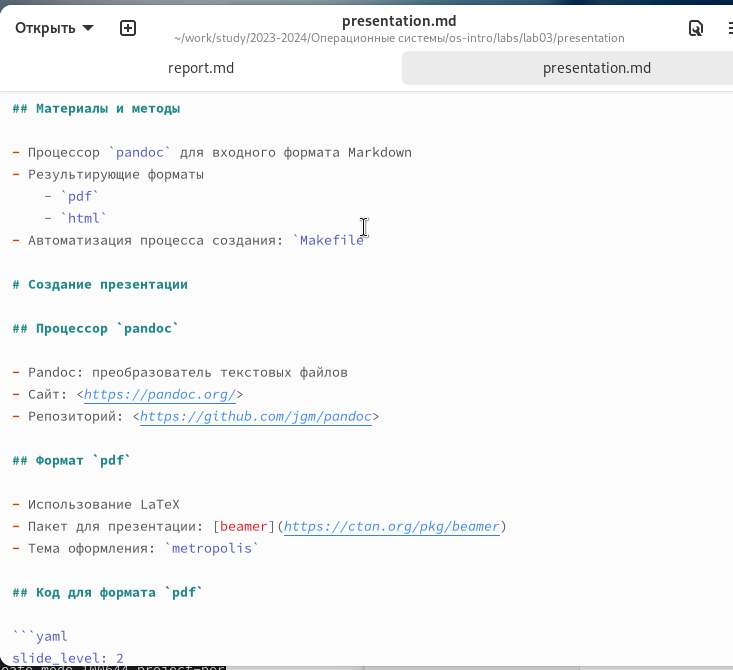 Открыть
presentation.md
~/work/study/2023-2024/Операционные системы/os-intro/labs/lab03/presentation
report.md
presentation.md
## Материалы и методы
- Процессор `pandoc` для входного формата Markdown
- Результирующие форматы
- `pdf`
- `html`
- Автоматизация процесса создания: `Makefile`
# Создание презентации
## Процессор `pandoc`
- Pandoc: преобразователь текстовых файлов
- Сайт: <https://pandoc.org/>
- Репозиторий: <https://github.com/jgm/pandoc>
## Формат `pdf`
- Использование LaTeX
- Пакет для презентации: [beamer](https://ctan.org/pkg/beamer)
- Тема оформления: `metropolis`
## Код для формата `pdf`
```yaml
slide_level: 2